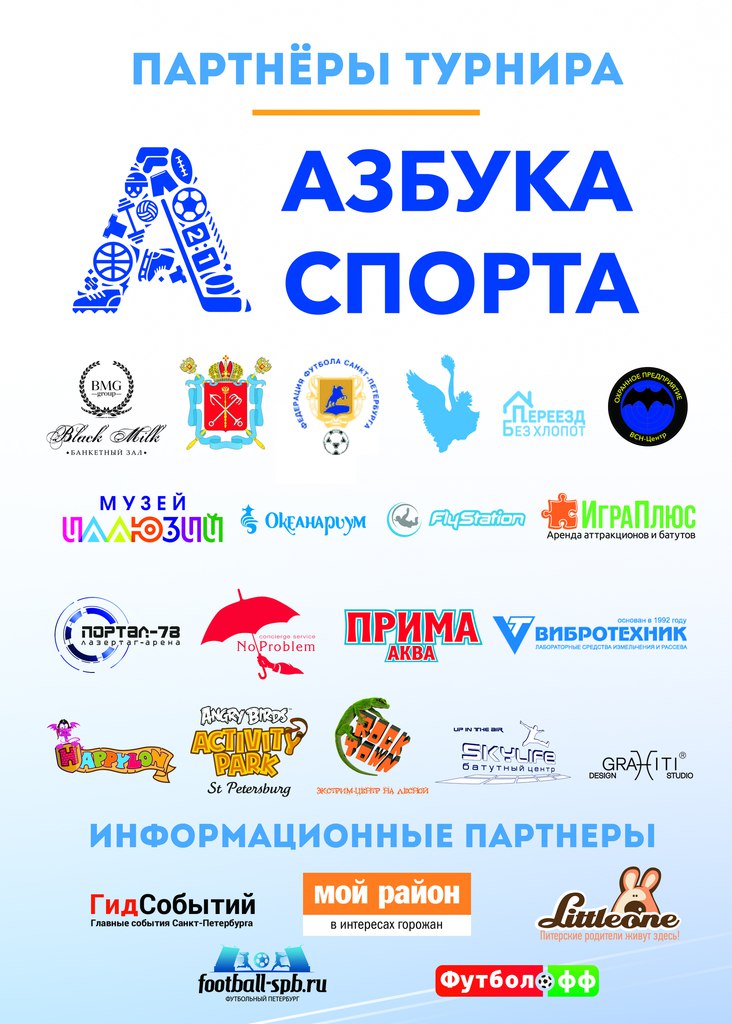 ПАРТНЁРЫ ТУРНИРА
АЗБУКА
СПОРТА
2:1
BMG
group
Black Milk
•БАНКЕТНЫЙ ЗАЛ•
ФЕДЕРАЦИЯ ФУТБОЛА САНКТ-ПЕТЕРБУРГА
ПЕРЕЕЗД
БЕЗ ХЛОПОТ
ОХРАННОЕ ПРЕДПРИЯТИЕ
ВСН-Центр
МУЗЕЙ
ИЛЛЮЗИЙ
Океанариум
FlyStation
ИГРАПЛЮС
Аренда аттракционов и батутов
ПОРТАЛ-78
лазертаг-арена
concierge service
No Problem
ПРИМА
АКВА
основан в 1992 году
ВИБРОТЕХНИК
ЛАБОРАТОРНЫЕ СРЕДСТВА ИЗМЕЛЬЧЕНИЯ И РАССЕВА
HAPPYLON
ANGRY BIRDS
ACTIVITY
PARK
St Petersburg
ROCK
TOWN
ЭКСТРИМ-ЦЕНТР НА ЛЕСНОЙ
UP IN THE AIR
SKYLIFE
батутный центр
GRAFFITI®
DESIGN STUDIO
ИНФОРМАЦИОННЫЕ ПАРТНЕРЫ
ГидСобытий
Главные события Санкт-Петербурга
мой район
в интересах горожан
Littleone
Питерские родители живут здесь!
football-spb.ru
ФУТБОЛЬНЫЙ ПЕТЕРБУРГ
Футболофф